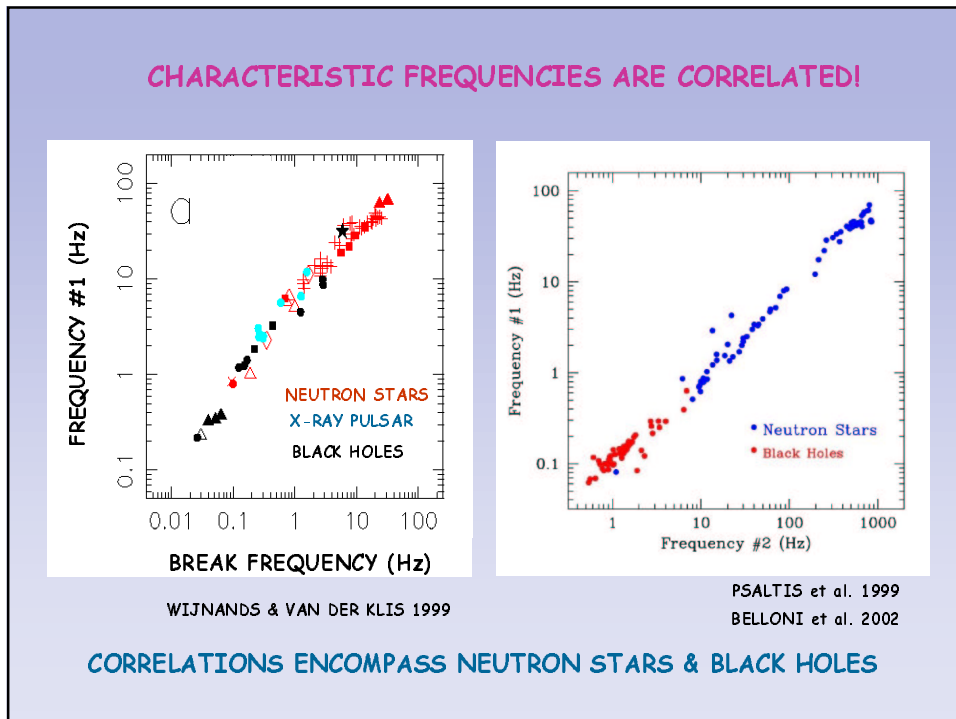 CHARACTERISTIC FREQUENCIES ARE CORRELATED!
FREQUENCY #1 (Hz)
100
10
1
0.1
NEUTRON STARS
X-RAY PULSAR
BLACK HOLES
0.01 0.1 1 10 100
BREAK FREQUENCY (Hz)
WIJNANDS & VAN DER KLIS 1999
Frequency #1 (Hz)
100
10
1
0.1
Neutron Stars
Black Holes
1 10 100 1000
Frequency #2 (Hz)
PSALTIS et al. 1999
BELLONI et al. 2002
CORRELATIONS ENCOMPASS NEUTRON STARS & BLACK HOLES